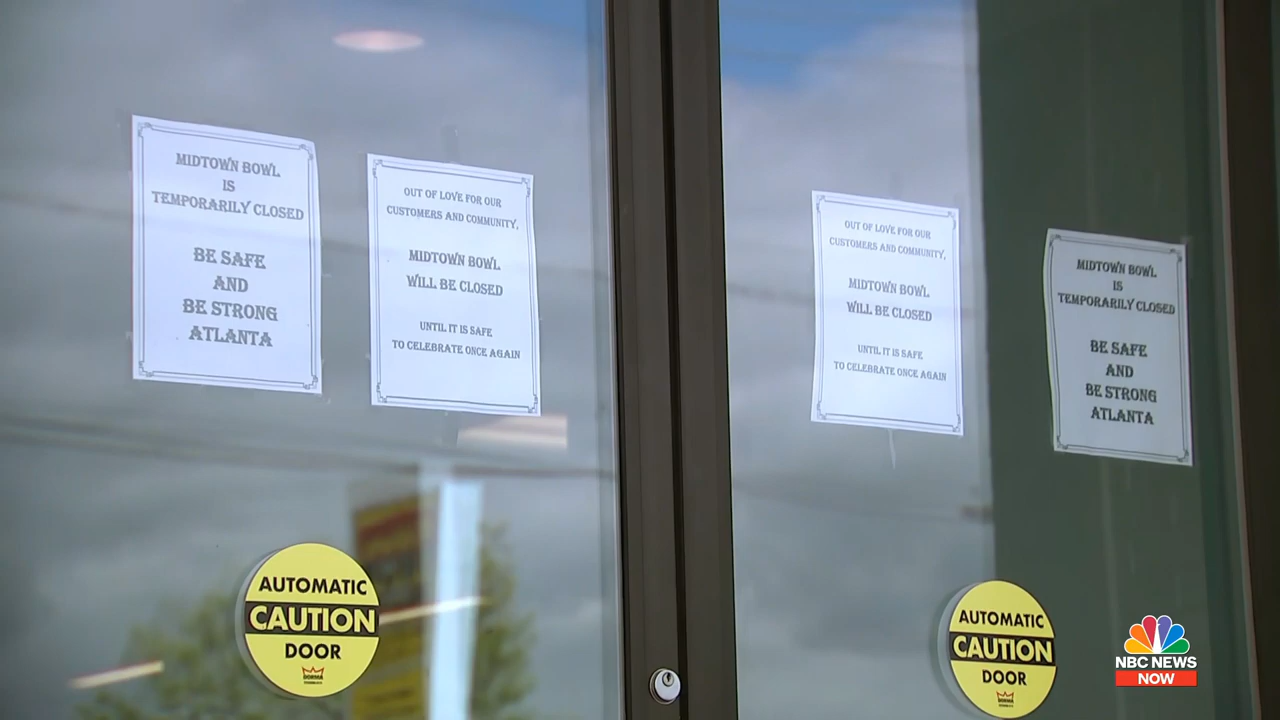 MIDTOWN BOWL
IS
TEMPORARILY CLOSED
BE SAFE
AND
BE STRONG
ATLANTA
OUT OF LOVE FOR OUR
CUSTOMERS AND COMMUNITY,
MIDTOWN BOWL
WILL BE CLOSED
UNTIL IT IS SAFE
TO CELEBRATE ONCE AGAIN
OUT OF LOVE FOR OUR
CUSTOMERS AND COMMUNITY,
MIDTOWN BOWL
WILL BE CLOSED
UNTIL IT IS SAFE
TO CELEBRATE ONCE AGAIN
MIDTOWN BOWL
IS
TEMPORARILY CLOSED
BE SAFE
AND
BE STRONG
ATLANTA
AUTOMATIC
CAUTION
DOOR
DORMA
AUTOMATIC
CAUTION
DOOR
DORMA
NBC NEWS
NOW